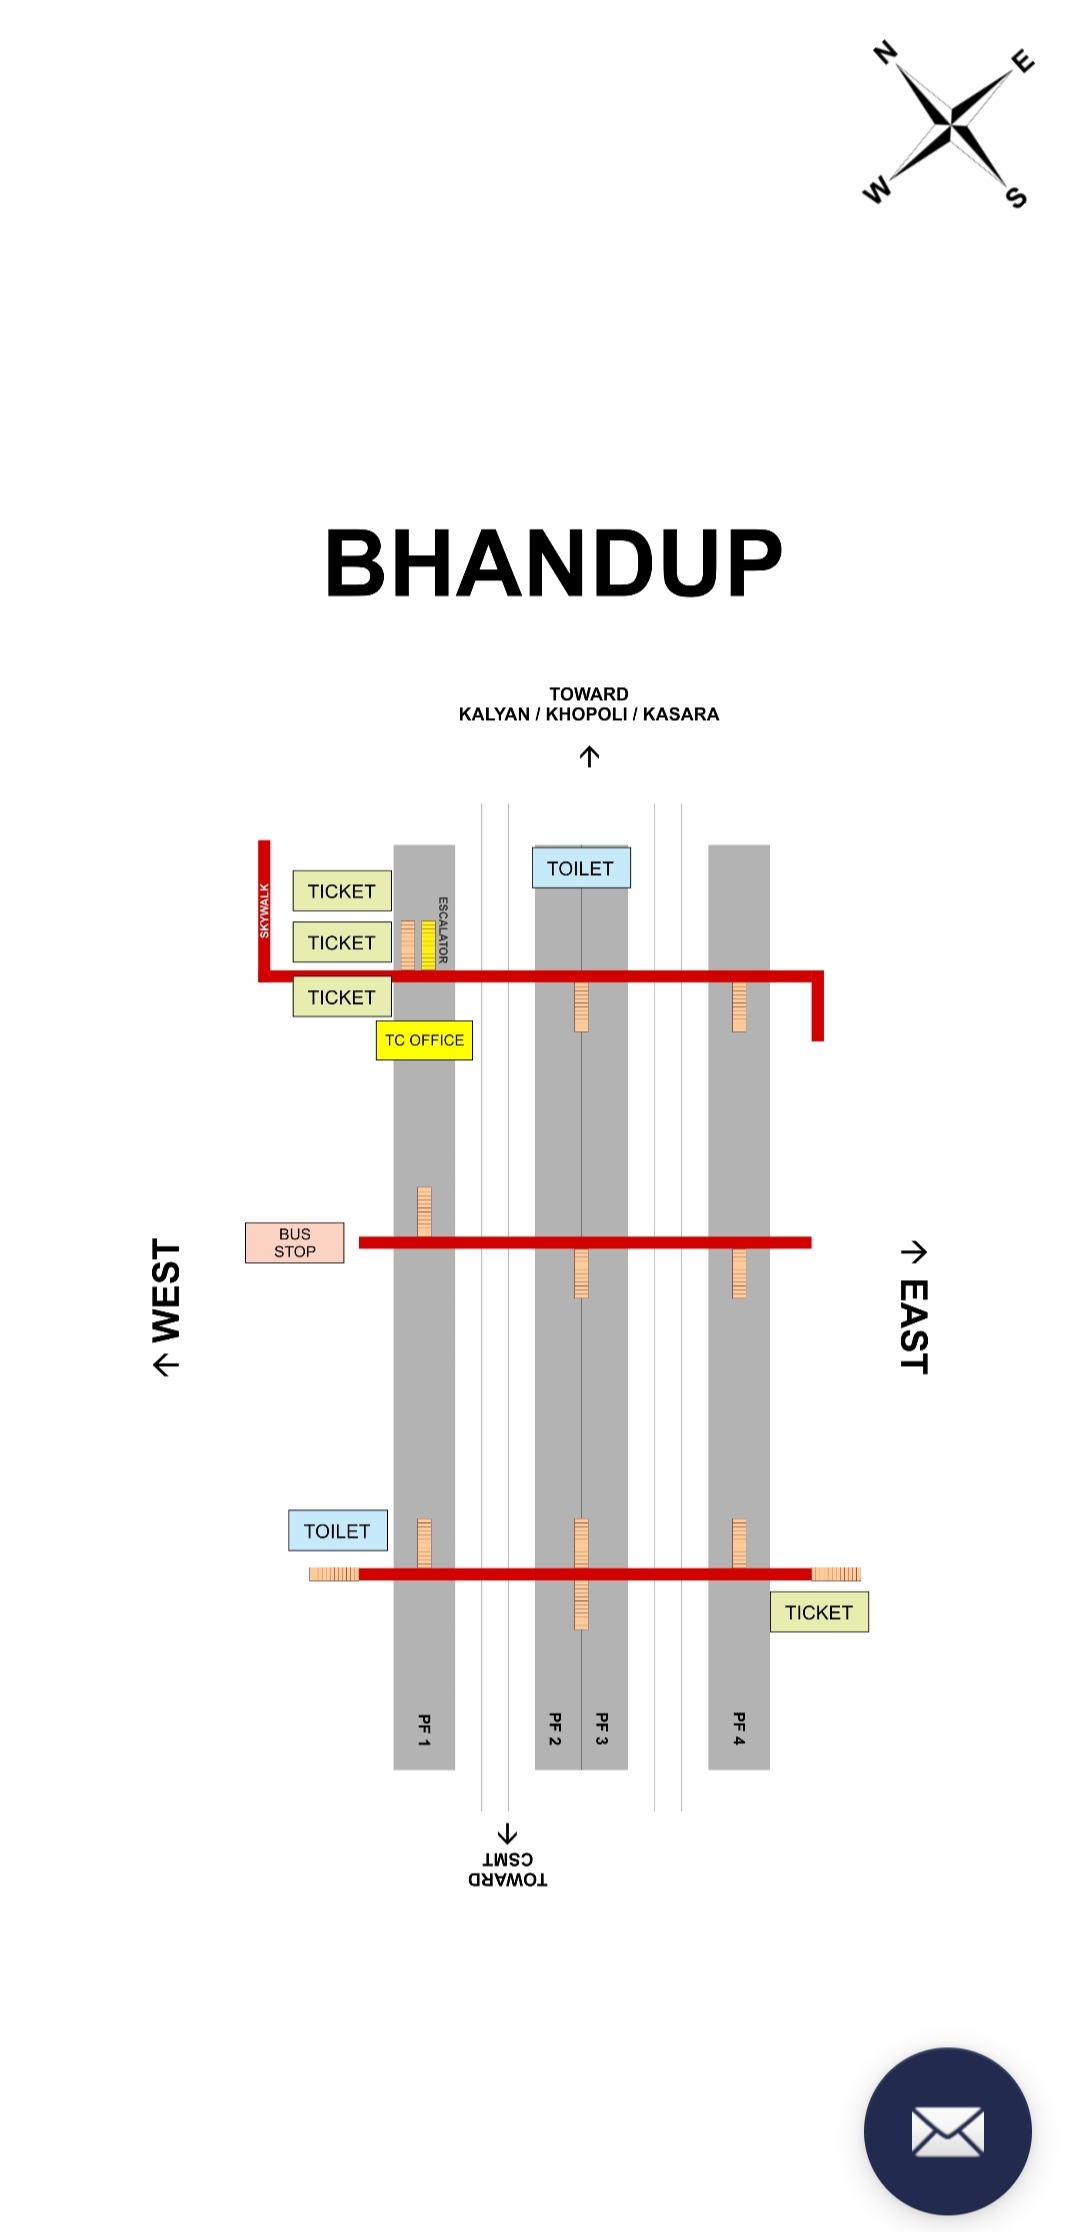 N
E
W
S
BHANDUP
TOWARD
KALYAN / KHOPOLI / KASARA
↑
SKYWALK
TICKET
TICKET
TICKET
ESCALATOR
TOILET
TC OFFICE
BUS
STOP
↑ WEST
↑ EAST
TOILET
TICKET
PF 1
PF 2
PF 3
PF 4
TOWARD
CSMT
↑